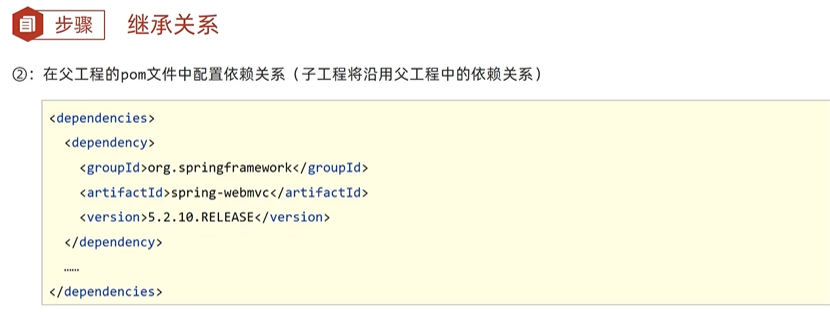 步骤 继承关系
②：在父工程的pom文件中配置依赖关系（子工程将沿用父工程中的依赖关系）
<dependencies>
<dependency>
<groupId>org.springframework</groupId>
<artifactId>spring-webmvc</artifactId>
<version>5.2.10.RELEASE</version>
</dependency>
……
</dependencies>